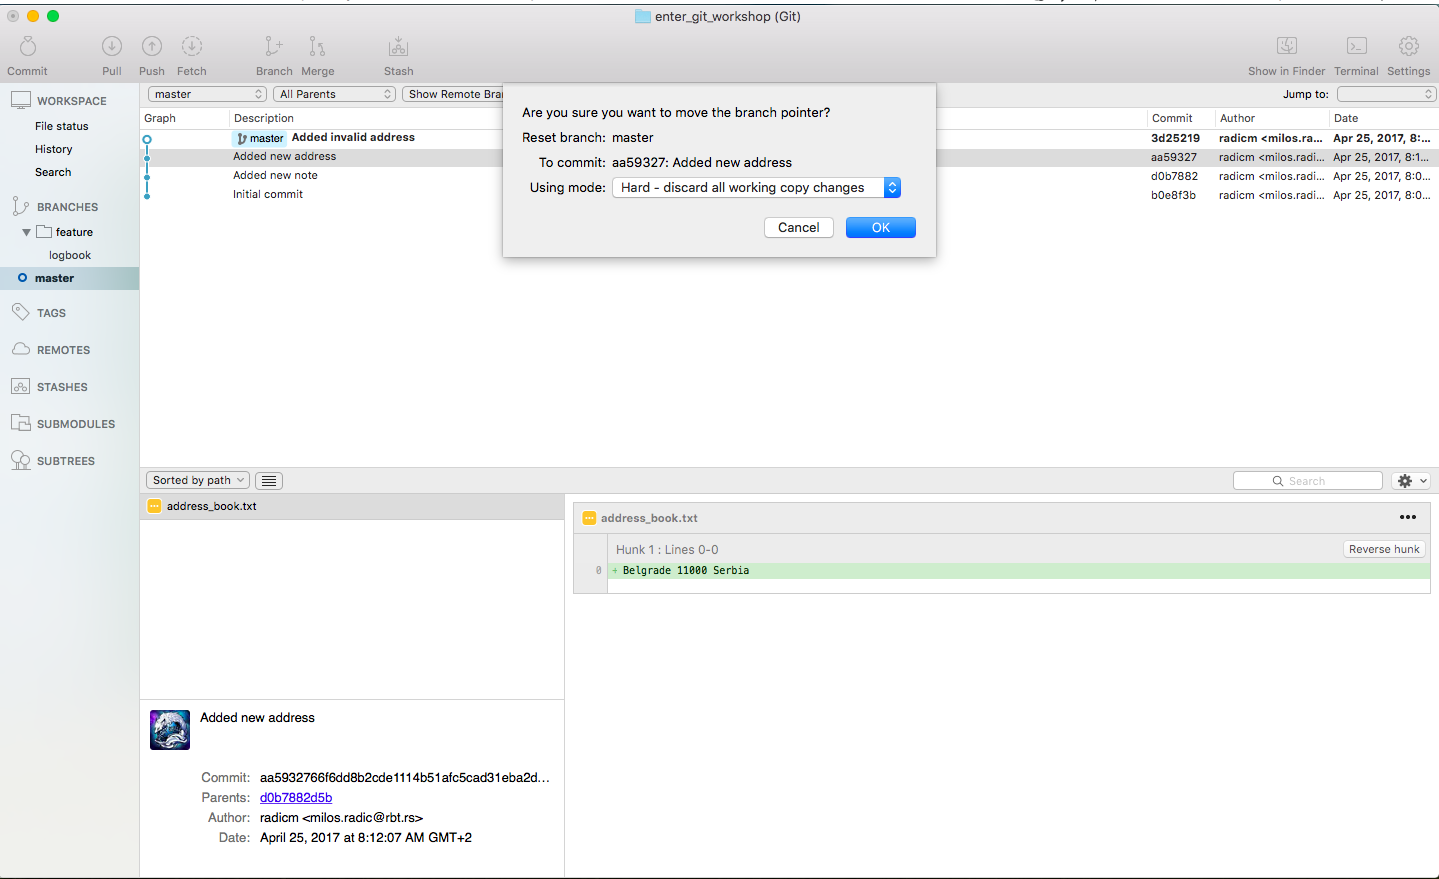 enter_git_workshop (Git)
Commit Pull Push Fetch Branch Merge Stash Show in Finder Terminal Settings
WORKSPACE
File status
History
Search
BRANCHES
feature
logbook
master
TAGS
REMOTES
STASHES
SUBMODULES
SUBTREES
master All Parents Show Remote Bra Jump to:
Graph Description Commit Author Date
master Added invalid address 3d25219 radicm <milos.ra... Apr 25, 2017, 8:...
Added new address aa59327 radicm <milos.radi... Apr 25, 2017, 8:1...
Added new note d0b7882 radicm <milos.radi... Apr 25, 2017, 8:0...
Initial commit b0e8f3b radicm <milos.radi... Apr 25, 2017, 8:0...
Are you sure you want to move the branch pointer?
Reset branch: master
To commit: aa59327: Added new address
Using mode: Hard - discard all working copy changes
Cancel OK
Sorted by path Search
address_book.txt
address_book.txt
Hunk 1 : Lines 0-0 Reverse hunk
0 + Belgrade 11000 Serbia
Added new address
Commit: aa5932766f6dd8b2cde1114b51afc5cad31eba2d...
Parents: d0b7882d5b
Author: radicm <milos.radic@rbt.rs>
Date: April 25, 2017 at 8:12:07 AM GMT+2